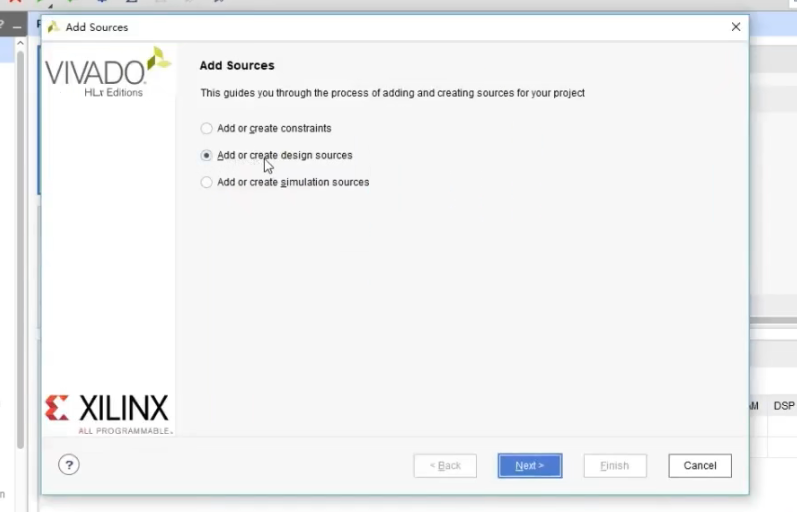 Add Sources
VIVADO
HLx Editions
Add Sources
This guides you through the process of adding and creating sources for your project
Add or create constraints
Add or create design sources
Add or create simulation sources
XILINX
ALL PROGRAMMABLE.
DSP
?
< Back
Next >
Finish
Cancel